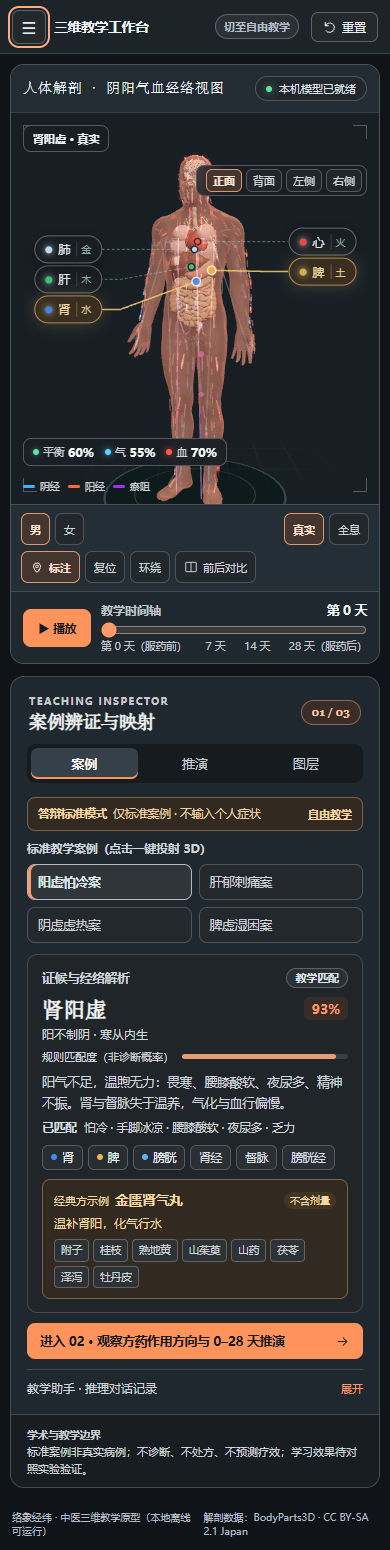 三维教学工作台
切至自由教学
重置
人体解剖 · 阴阳气血经络视图
本机模型已就绪
肾阳虚 • 真实
正面 背面 左侧 右侧
肺 金
心 火
肝 木
脾 土
肾 水
平衡 60% 气 55% 血 70%
阴经 阳经 瘀阻
男 女 真实 全息
标注 复位 环绕 前后对比
播放
教学时间轴 第 0 天
第 0 天（服药前） 7 天 14 天 28 天（服药后）
TEACHING INSPECTOR
案例辨证与映射
01 / 03
案例 推演 图层
答辩标准模式 仅标准案例 · 不输入个人症状 自由教学
标准教学案例（点击一键投射 3D）
阳虚怕冷案 肝郁刺痛案
阴虚虚热案 脾虚湿困案
证候与经络解析 教学匹配
肾阳虚 93%
阳不制阴 · 寒从内生
规则匹配度（非诊断概率）
阳气不足，温煦无力：畏寒、腰膝酸软、夜尿多、精神
不振。肾与督脉失于温养，气化与血行偏慢。
已匹配 怕冷 · 手脚冰凉 · 腰膝酸软 · 夜尿多 · 乏力
肾 脾 膀胱 肾经 督脉 膀胱经
经典方示例 金匮肾气丸 不含剂量
温补肾阳，化气行水
附子 桂枝 熟地黄 山茱萸 山药 茯苓
泽泻 牡丹皮
进入 02 • 观察方药作用方向与 0–28 天推演 →
教学助手 · 推理对话记录 展开
学术与教学边界
标准案例非真实病例；不诊断、不处方、不预测疗效；学习效果待对
照实验验证。
络象经纬 · 中医三维教学原型（本地离线
可运行）
解剖数据：BodyParts3D · CC BY-SA
2.1 Japan